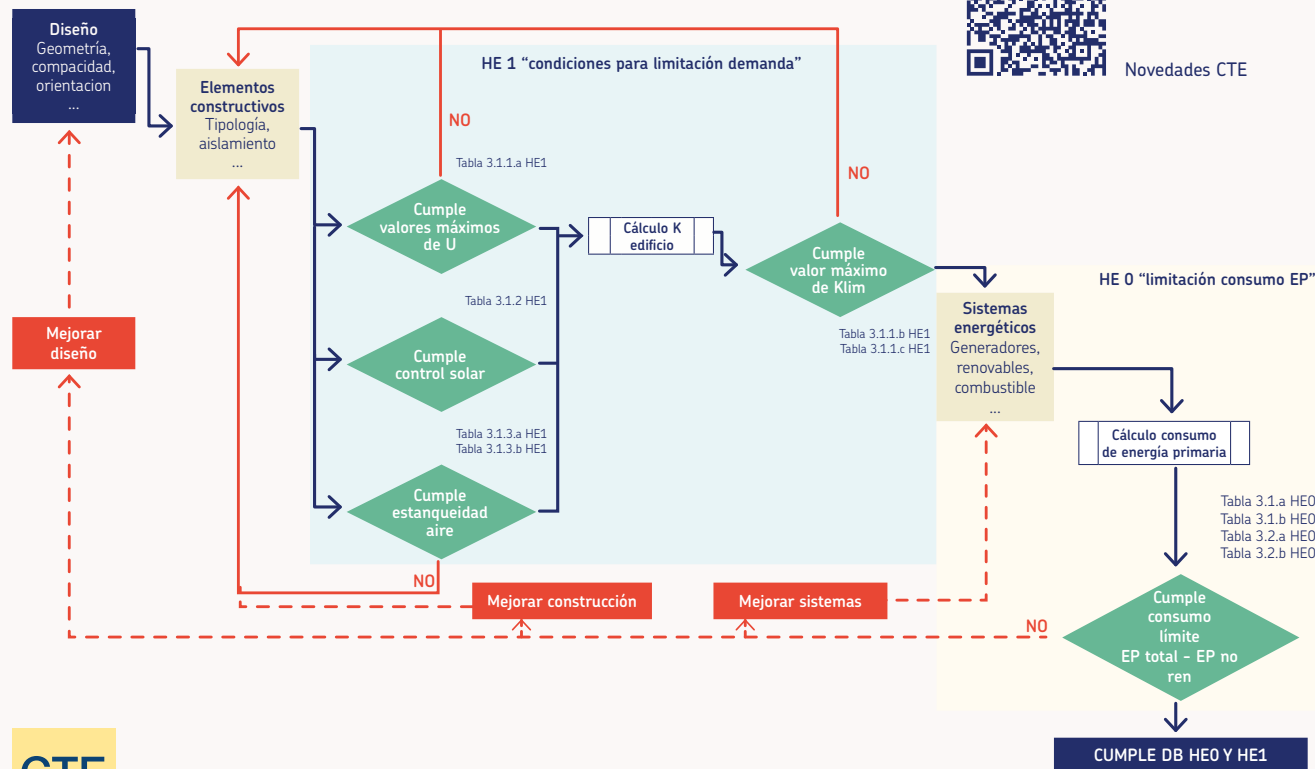 Diseño
Geometría,
compacidad,
orientacion
...
Elementos
constructivos
Tipología,
aislamiento
...
HE 1 “condiciones para limitación demanda”
Novedades CTE
NO
Tabla 3.1.1.a HE1
Cumple
valores máximos
de U
Cálculo K
edificio
NO
Cumple
valor máximo
de Klim
Tabla 3.1.1.b HE1
Tabla 3.1.1.c HE1
Tabla 3.1.2 HE1
Cumple
control solar
Tabla 3.1.3.a HE1
Tabla 3.1.3.b HE1
Cumple
estanqueidad
aire
NO
HE 0 “limitación consumo EP”
Sistemas
energéticos
Generadores,
renovables,
combustible
...
Cálculo consumo
de energía primaria
Tabla 3.1.a HE0
Tabla 3.1.b HE0
Tabla 3.2.a HE0
Tabla 3.2.b HE0
Mejorar
diseño
Mejorar construcción
Mejorar sistemas
NO
Cumple
consumo
límite
EP total - EP no
ren
CUMPLE DB HE0 Y HE1
CTE